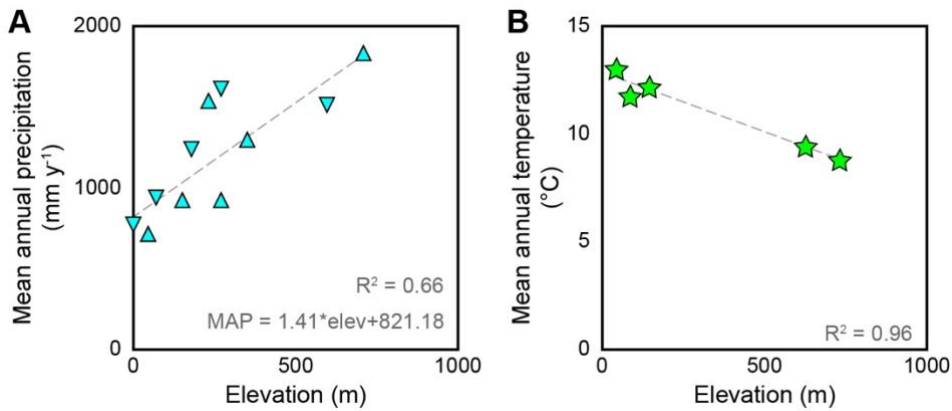 A
Mean annual precipitation
(mm y⁻¹)
2000
1000
0
R² = 0.66
MAP = 1.41*elev+821.18
0
500
1000
Elevation (m)
B
Mean annual temperature
(°C)
15
10
5
0
R² = 0.96
0
500
1000
Elevation (m)